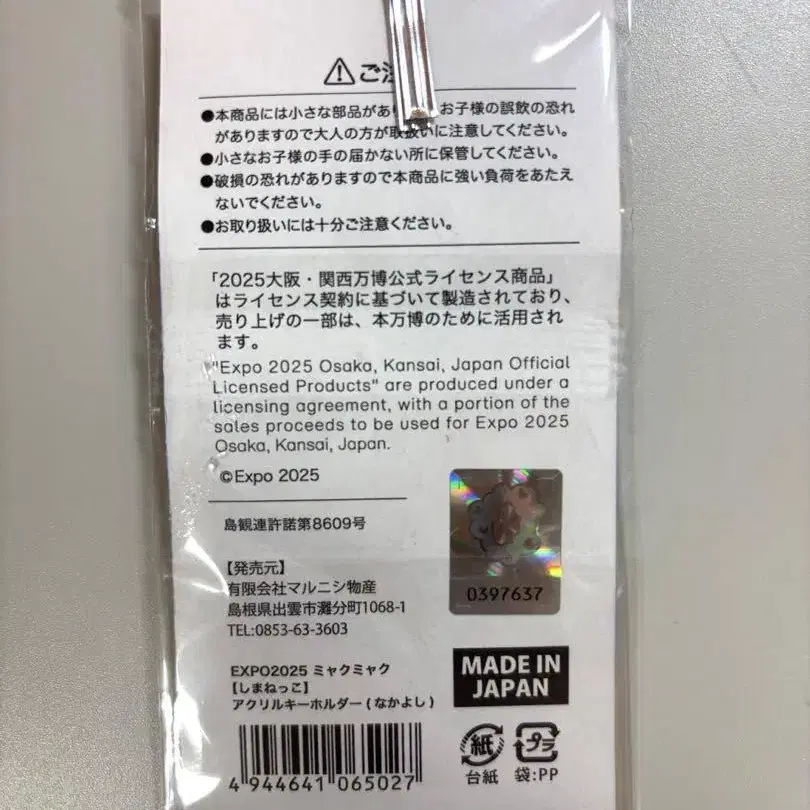 ⚠ご注
●本商品には小さな部品があ お子様の誤飲の恐れ
がありますので大人の方が取扱いに注意してください。
●小さなお子様の手の届かない所に保管してください。
●破損の恐れがありますので本商品に強い負荷をあたえ
ないでください。
●お取り扱いには十分ご注意ください。
「2025大阪・関西万博公式ライセンス商品」
はライセンス契約に基づいて製造されており、
売り上げの一部は、本万博のために活用され
ます。
"Expo 2025 Osaka, Kansai, Japan Official
Licensed Products" are produced under a
licensing agreement, with a portion of the
sales proceeds to be used for Expo 2025
Osaka, Kansai, Japan.
©Expo 2025
島観連許諾第8609号
0397637
【発売元】
有限会社マルニシ物産
島根県出雲市灘分町1068-1
TEL:0853-63-3603
EXPO2025 ミャクミャク
【しまねっこ】
アクリルキーホルダー(なかよし)
MADE IN
JAPAN
4 944641 065027
紙 プラ
台紙 袋:PP